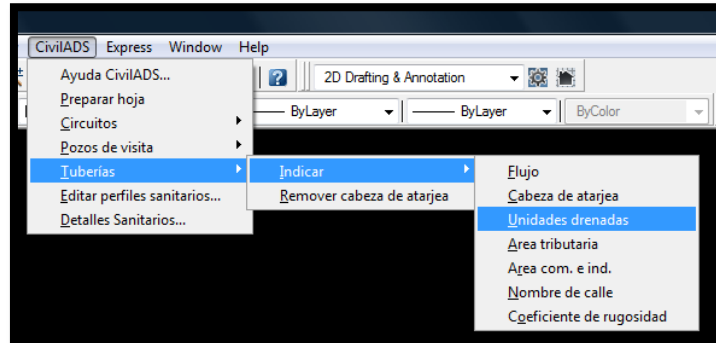 CivilADS Express Window Help
Ayuda CivilADS...
2D Drafting & Annotation
Preparar hoja
ByLayer ByLayer ByColor
Circuitos
Pozos de visita
Tuberías Indicar Flujo
Editar perfiles sanitarios... Remover cabeza de atarjea Cabeza de atarjea
Detalles Sanitarios... Unidades drenadas
Area tributaria
Area com. e ind.
Nombre de calle
Coeficiente de rugosidad